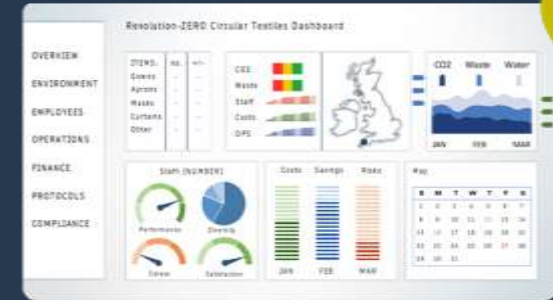 Revolution-ZERO Circular Textiles Dashboard
OVERVIEW
ENVIRONMENT
EMPLOYEES
OPERATIONS
FINANCE
PROTOCOLS
COMPLIANCE
ITEMS: no. +/-
Gowns
Aprons
Masks
Curtains
Other
CO2
Waste
Staff
Costs
OPS
CO2 Waste Water
JAN FEB MAR
Staff (NUMBER)
Performance Diversity
Career Satisfaction
Costs Savings Risks
JAN FEB MAR
S M T W T F S